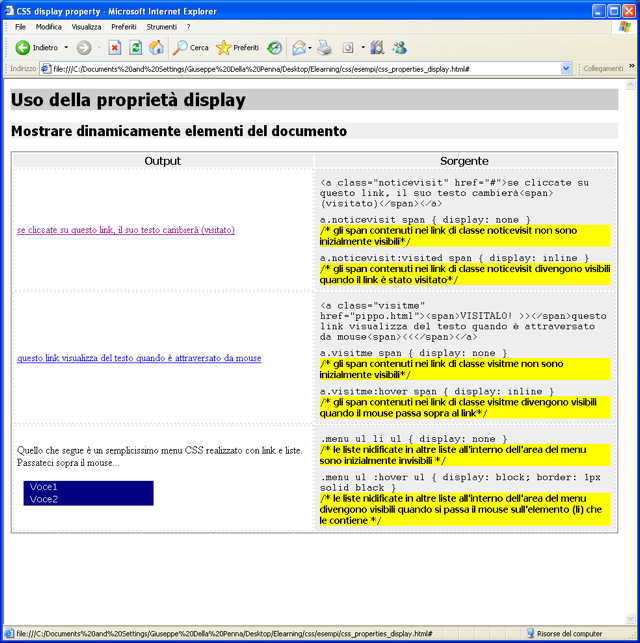 CSS display property - Microsoft Internet Explorer
File Modifica Visualizza Preferiti Strumenti ?
Indietro Cerca Preferiti
Indirizzo file:///C:/Documents%20and%20Settings/Giuseppe%20Della%20Penna/Desktop/Elearning/css/esempi/css_properties_display.html# Collegamenti »
Uso della proprietà display
Mostrare dinamicamente elementi del documento
Output Sorgente
se cliccate su questo link, il suo testo cambierà (visitato)
<a class="noticevisit" href="#">se cliccate su
questo link, il suo testo cambierà<span>
(visitato)</span></a>
a.noticevisit span { display: none }
/* gli span contenuti nei link di classe noticevisit non sono
inizialmente visibili*/
a.noticevisit:visited span { display: inline }
/* gli span contenuti nei link di classe noticevisit divengono visibili
quando il link è stato visitato*/
questo link visualizza del testo quando è attraversato da mouse
<a class="visitme"
href="pippo.html"><span>VISITALO! >></span>questo
link visualizza del testo quando è attraversato
da mouse<span><<</span></a>
a.visitme span { display: none }
/* gli span contenuti nei link di classe visitme non sono
inizialmente visibili*/
a.visitme:hover span { display: inline }
/* gli span contenuti nei link di classe visitme divengono visibili
quando il mouse passa sopra al link*/
Quello che segue è un semplicissimo menu CSS realizzato con link e liste.
Passateci sopra il mouse...
Voce1
Voce2
.menu ul li ul { display: none }
/* le liste nidificate in altre liste all'interno dell'area del menu
sono inizialmente invisibili */
.menu ul :hover ul { display: block; border: 1px
solid black }
/* le liste nidificate in altre liste all'interno dell'area del menu
divengono visibili quando si passa il mouse sull'elemento (li) che
le contiene */
file:///C:/Documents%20and%20Settings/Giuseppe%20Della%20Penna/Desktop/Elearning/css/esempi/css_properties_display.html# Risorse del computer